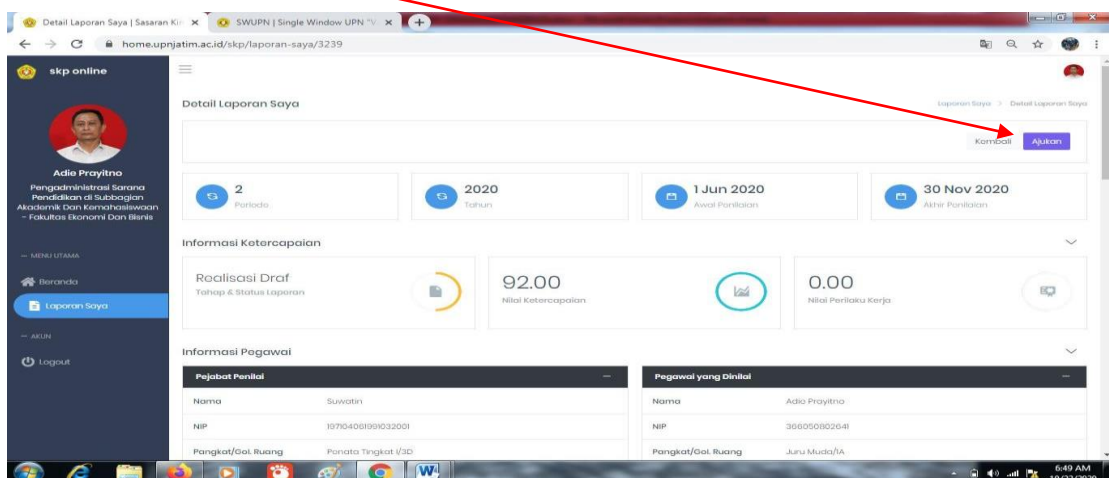 Detail Laporan Saya | Sasaran Kin
SWUPN | Single Window UPN "V
home.upnjatim.ac.id/skp/laporan-saya/3239
skp online
Detail Laporan Saya
Laporan Saya > Detail Laporan Saya
Kembali
Ajukan
Adie Prayitno
Pengadministrasi Sarana
Pendidikan di Subbagian
Akademik Dan Kemahasiswaan
- Fakultas Ekonomi Dan Bisnis
2
Periode
2020
Tahun
1 Jun 2020
Awal Penilaian
30 Nov 2020
Akhir Penilaian
Informasi Ketercapaian
— MENU UTAMA
Beranda
Laporan Saya
— AKUN
Logout
Realisasi Draf
Tahap & Status Laporan
92.00
Nilai Ketercapaian
0.00
Nilai Perilaku Kerja
Informasi Pegawai
Pejabat Penilai
Nama Suwatin
NIP 197104061991032001
Pangkat/Gol. Ruang Penata Tingkat I/3D
Pegawai yang Dinilai
Nama Adie Prayitno
NIP 366050802641
Pangkat/Gol. Ruang Juru Muda/1A
6:49 AM